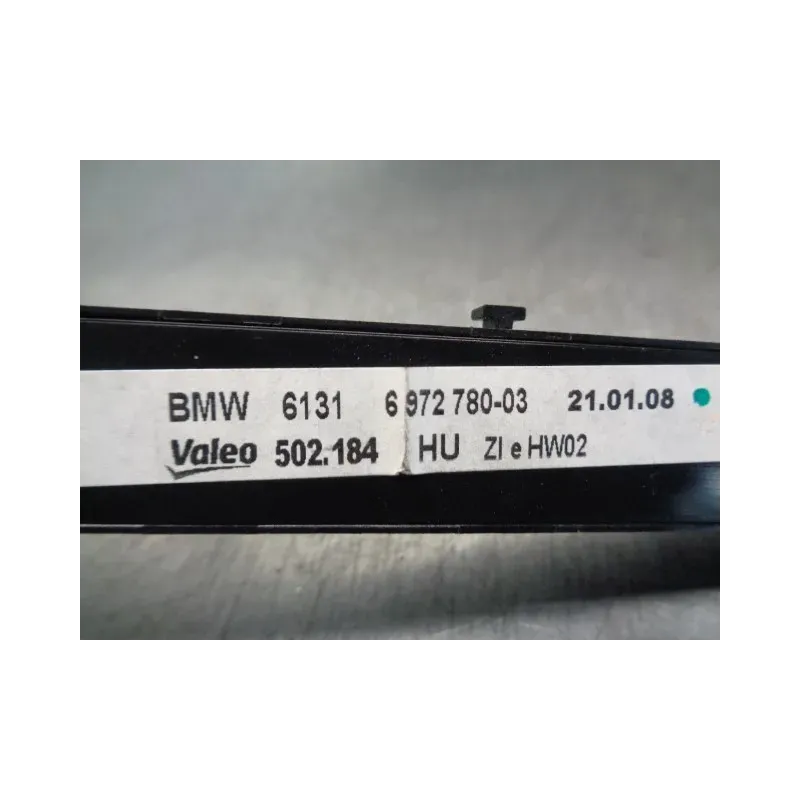 BMW 6131 6 972 780-03 21.01.08
Valeo 502.184 HU ZI e HW02